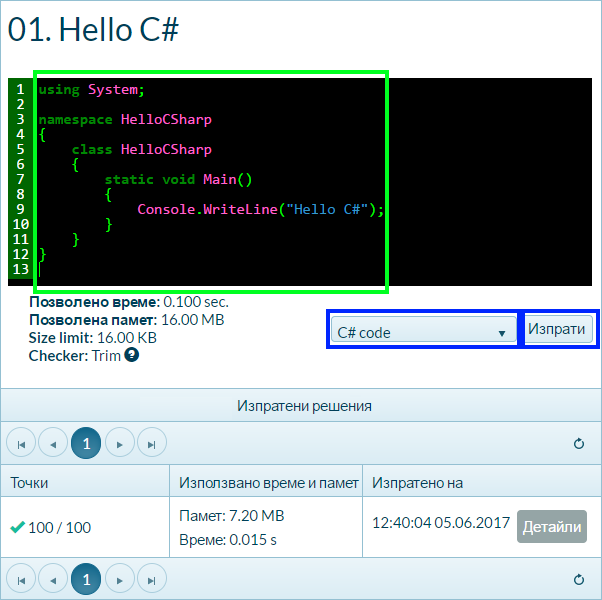 01. Hello C#
1 using System;
2
3 namespace HelloCSharp
4 {
5 class HelloCSharp
6 {
7 static void Main()
8 {
9 Console.WriteLine("Hello C#");
10 }
11 }
12 }
13
Позволено време: 0.100 sec.
Позволена памет: 16.00 MB
Size limit: 16.00 KB
Checker: Trim ?
C# code
Изпрати
Изпратени решения
1
Точки Използвано време и памет Изпратено на
100 / 100
Памет: 7.20 MB
Време: 0.015 s
12:40:04 05.06.2017 Детайли
1